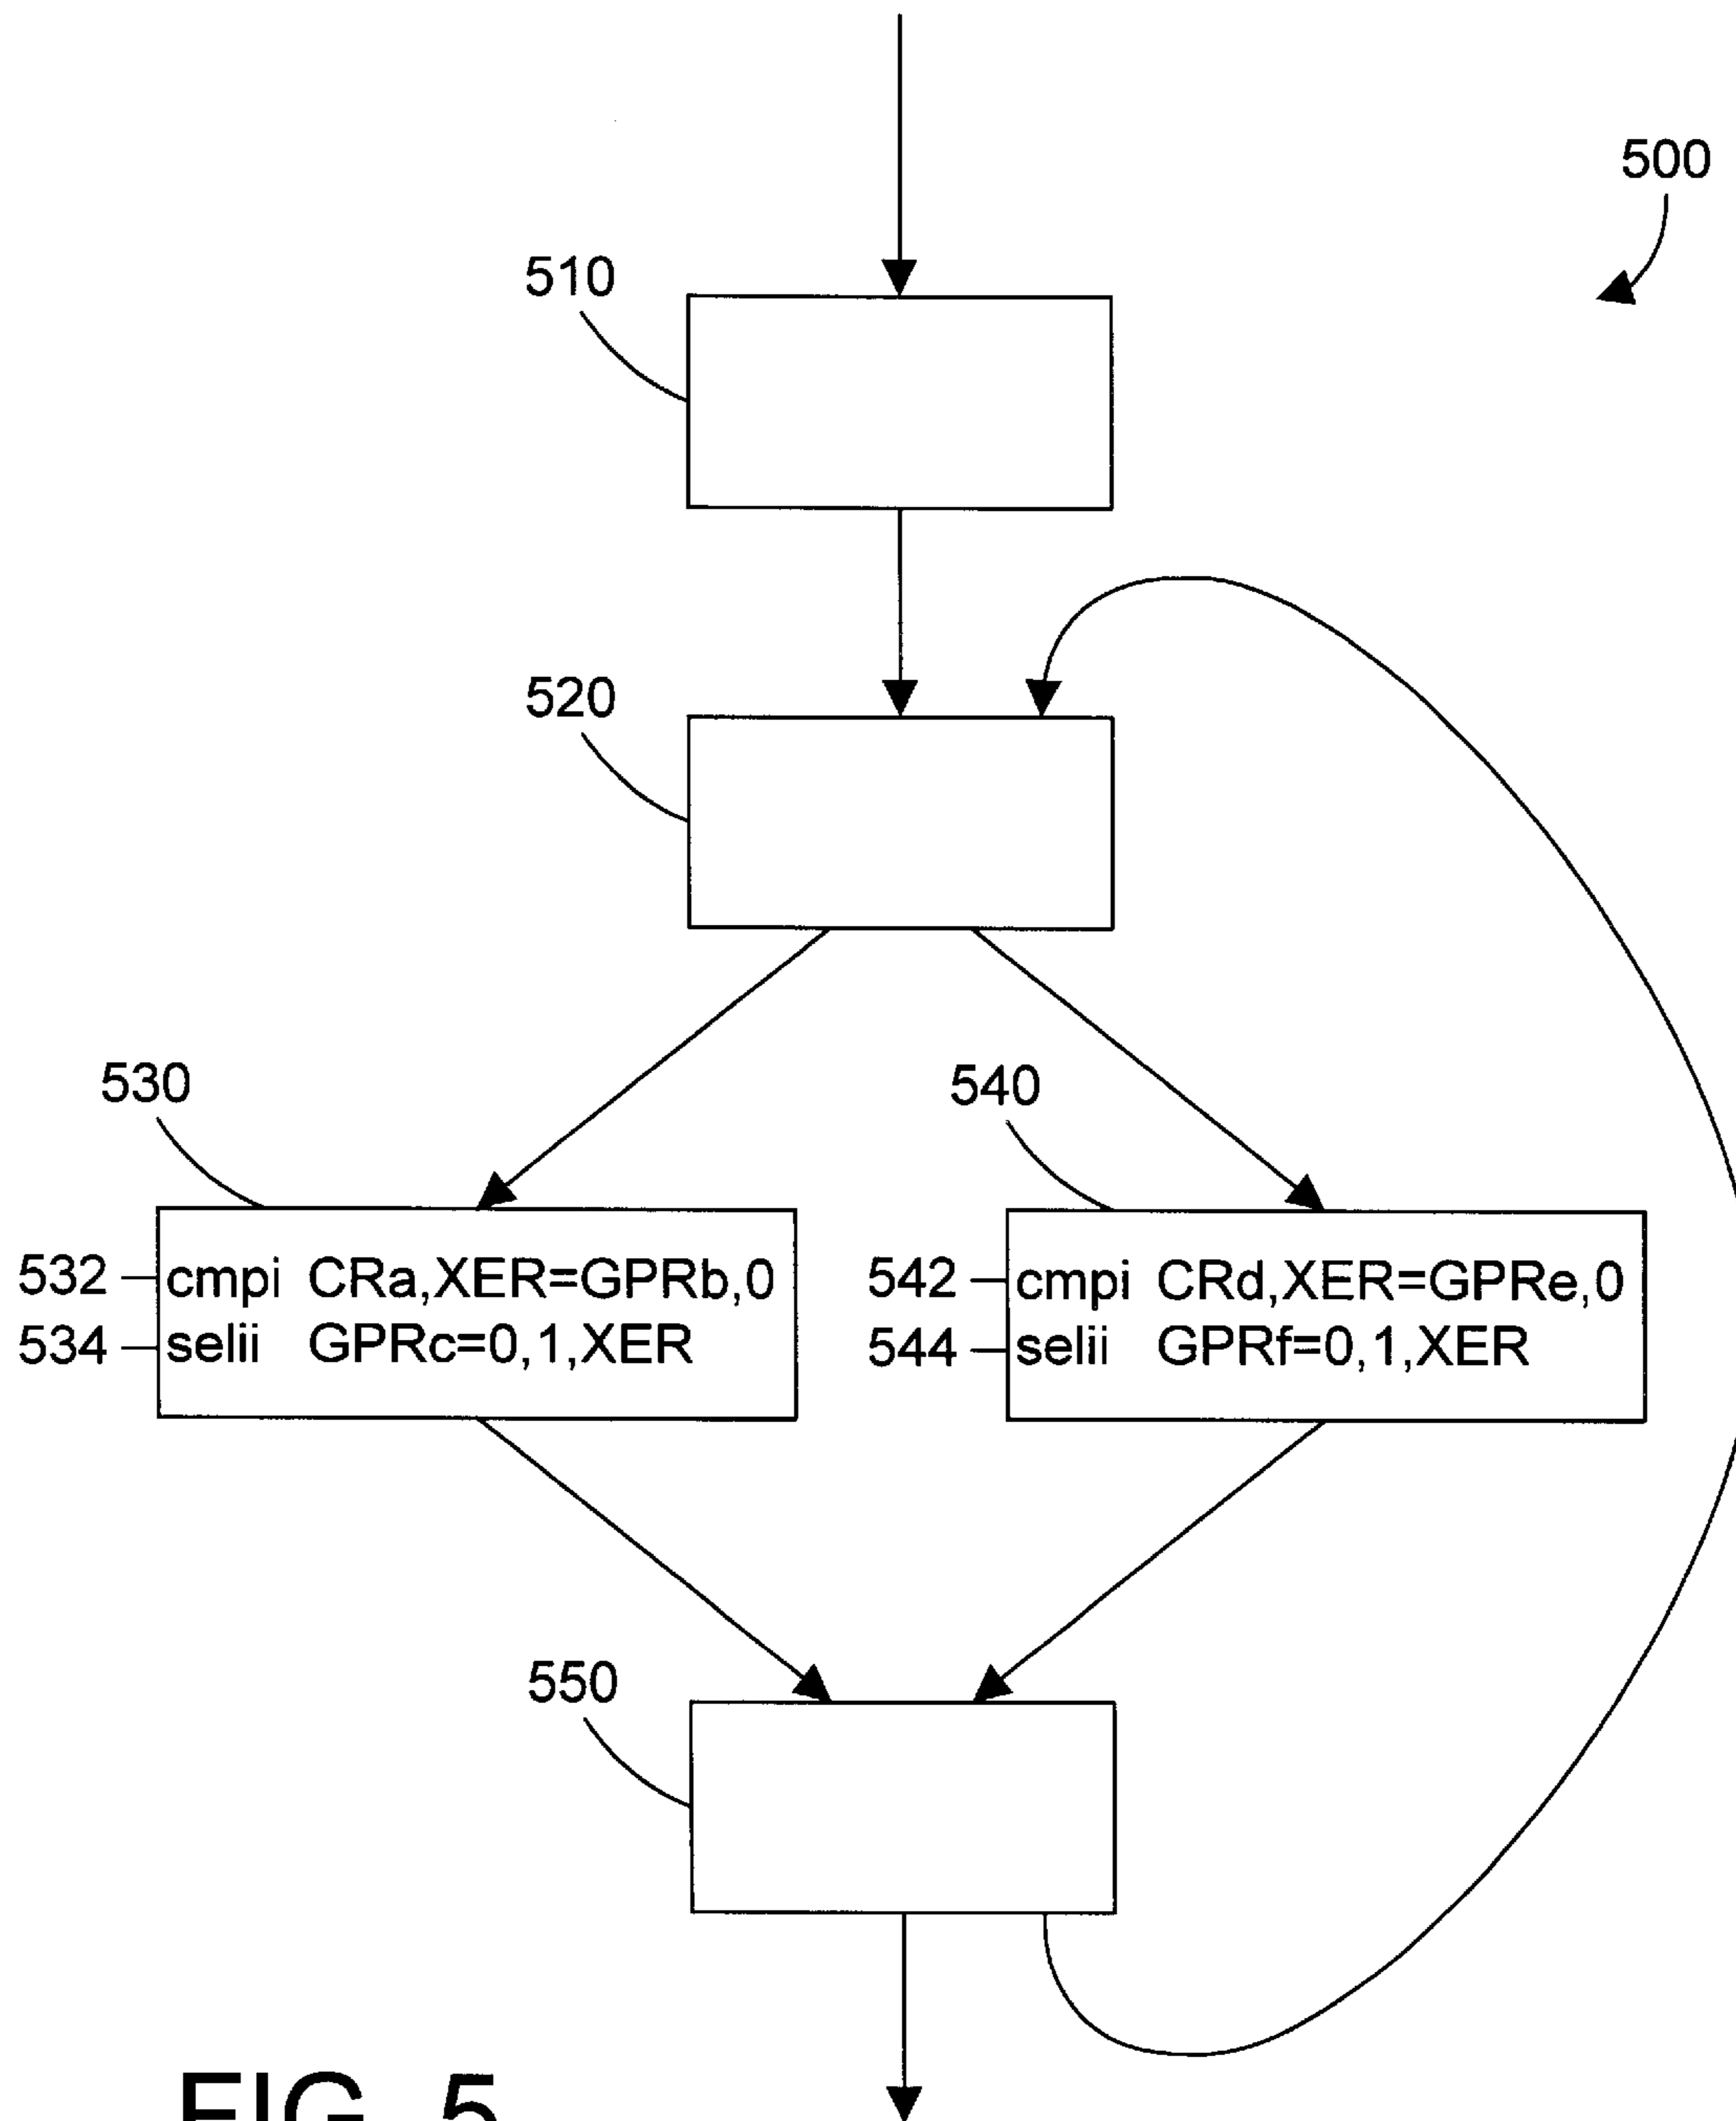 500
510
520
530
540
532 cmpi CRa,XER=GPRb,0
534 selii GPRc=0,1,XER
542 cmpi CRd,XER=GPRe,0
544 selii GPRf=0,1,XER
550
FIG. 5